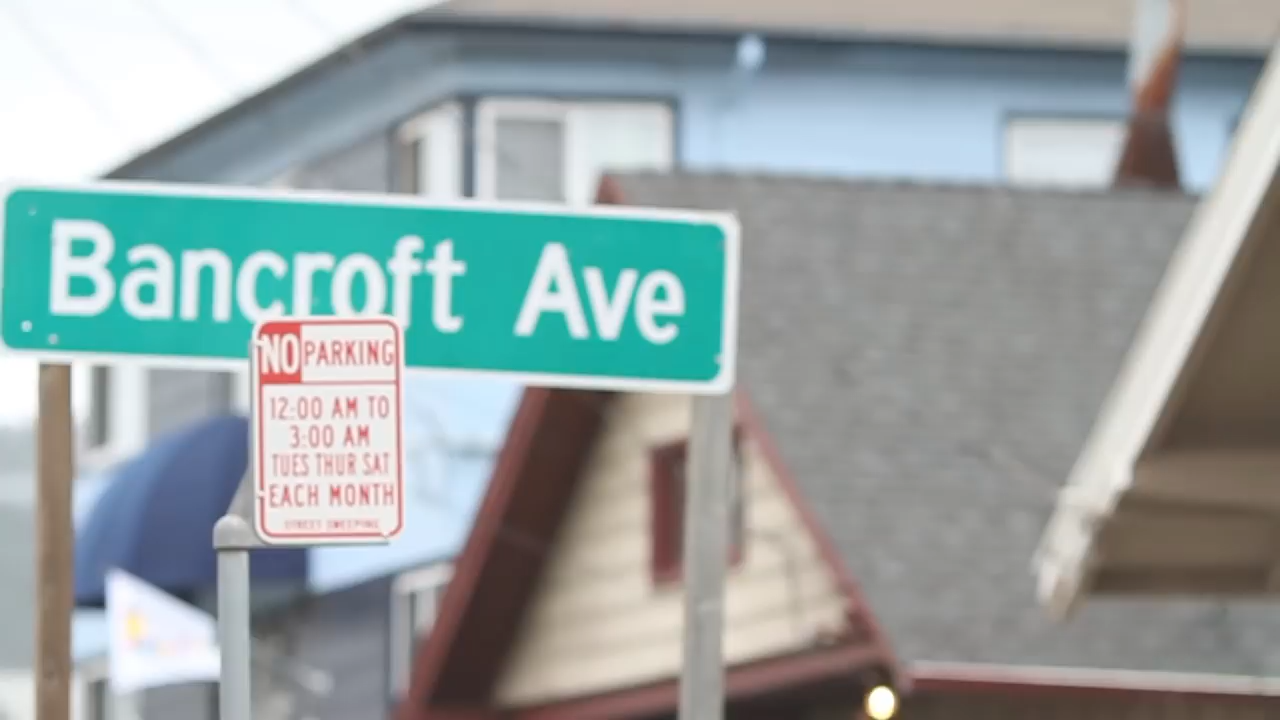 Bancroft Ave
NO PARKING
12:00 AM TO
3:00 AM
TUES THUR SAT
EACH MONTH
STREET SWEEPING